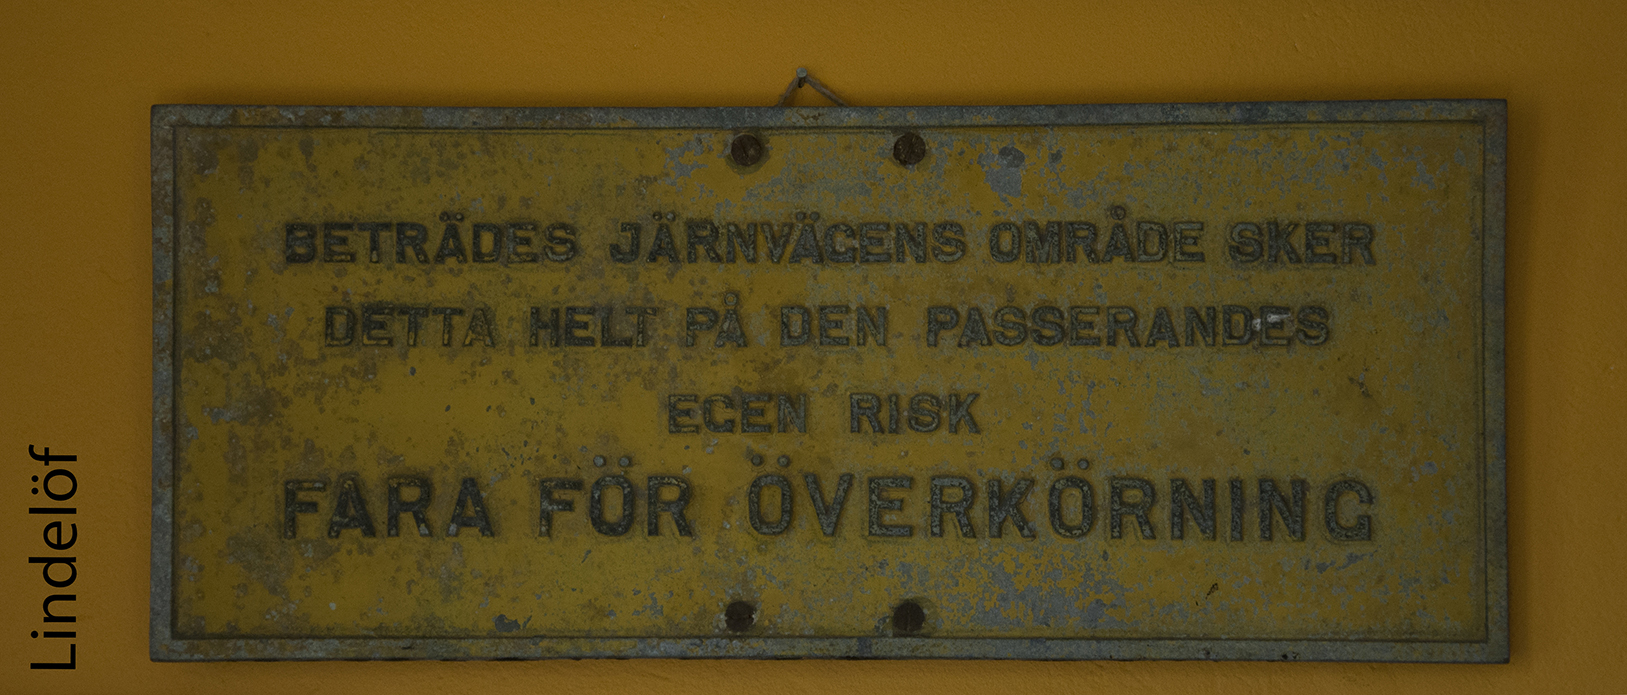 BETRÄDES JÄRNVÄGENS OMRÅDE SKER
DETTA HELT PÅ DEN PASSERANDES
EGEN RISK
FARA FÖR ÖVERKÖRNING
Lindelöf